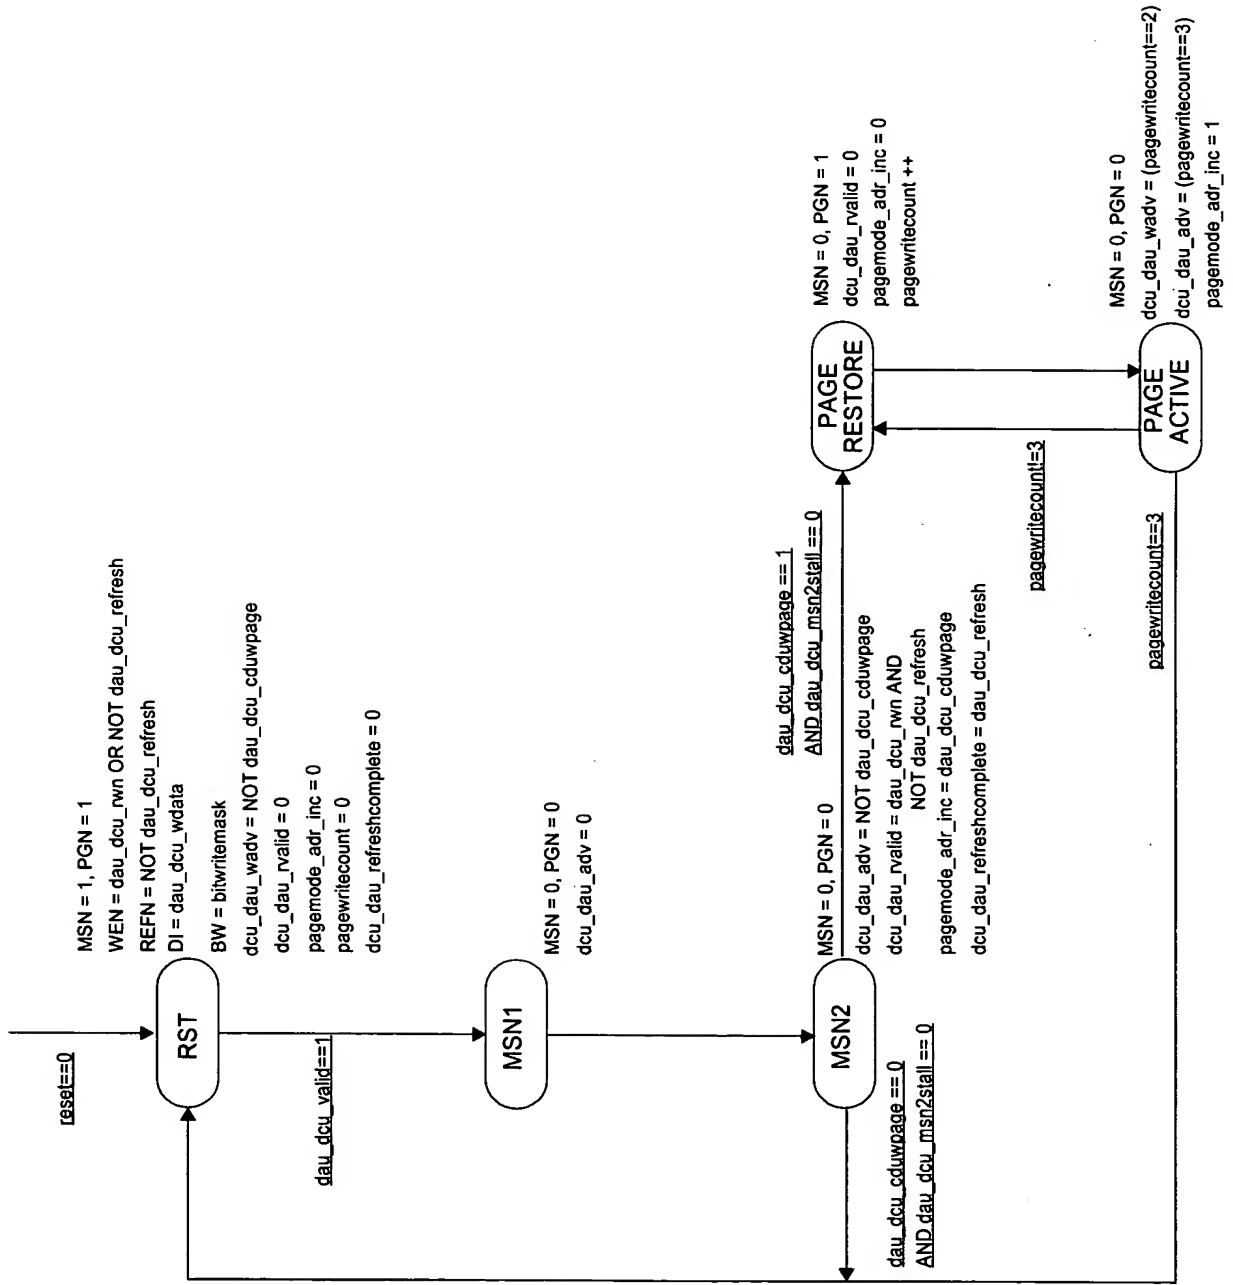 reset==0
RST
MSN = 1, PGN = 1
WEN = dau_dcu_rwn OR NOT dau_dcu_refresh
REFN = NOT dau_dcu_refresh
DI = dau_dcu_wdata
BW = bitwritemask
dcu_dau_wadv = NOT dau_dcu_cduwpage
dcu_dau_rvalid = 0
pagemode_adr_inc = 0
pagewritecount = 0
dcu_dau_refreshcomplete = 0
dau_dcu_valid==1
MSN1
MSN = 0, PGN = 0
dcu_dau_adv = 0
MSN2
MSN = 0, PGN = 0
dcu_dau_adv = NOT dau_dcu_cduwpage
dcu_dau_rvalid = dau_dcu_rwn AND
NOT dau_dcu_refresh
pagemode_adr_inc = dau_dcu_cduwpage
dcu_dau_refreshcomplete = dau_dcu_refresh
dau_dcu_cduwpage == 0
AND dau_dcu_msn2stall == 0
dau_dcu_cduwpage == 1
AND dau_dcu_msn2stall == 0
PAGE
RESTORE
MSN = 0, PGN = 1
dcu_dau_rvalid = 0
pagemode_adr_inc = 0
pagewritecount ++
pagewritecount!=3
pagewritecount==3
PAGE
ACTIVE
MSN = 0, PGN = 0
dcu_dau_wadv = (pagewritecount==2)
dcu_dau_adv = (pagewritecount==3)
pagemode_adr_inc = 1